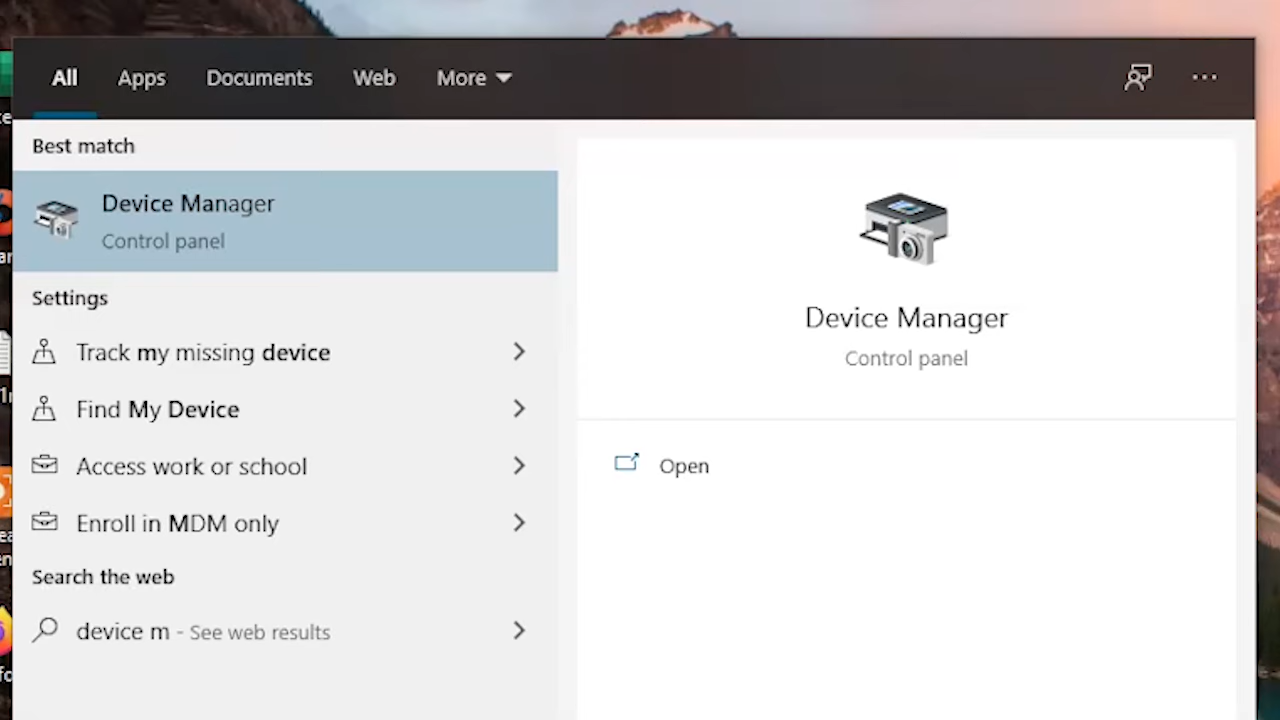 All Apps Documents Web More
Best match
Device Manager
Control panel
Settings
Track my missing device
Find My Device
Access work or school
Enroll in MDM only
Search the web
device m - See web results
Device Manager
Control panel
Open